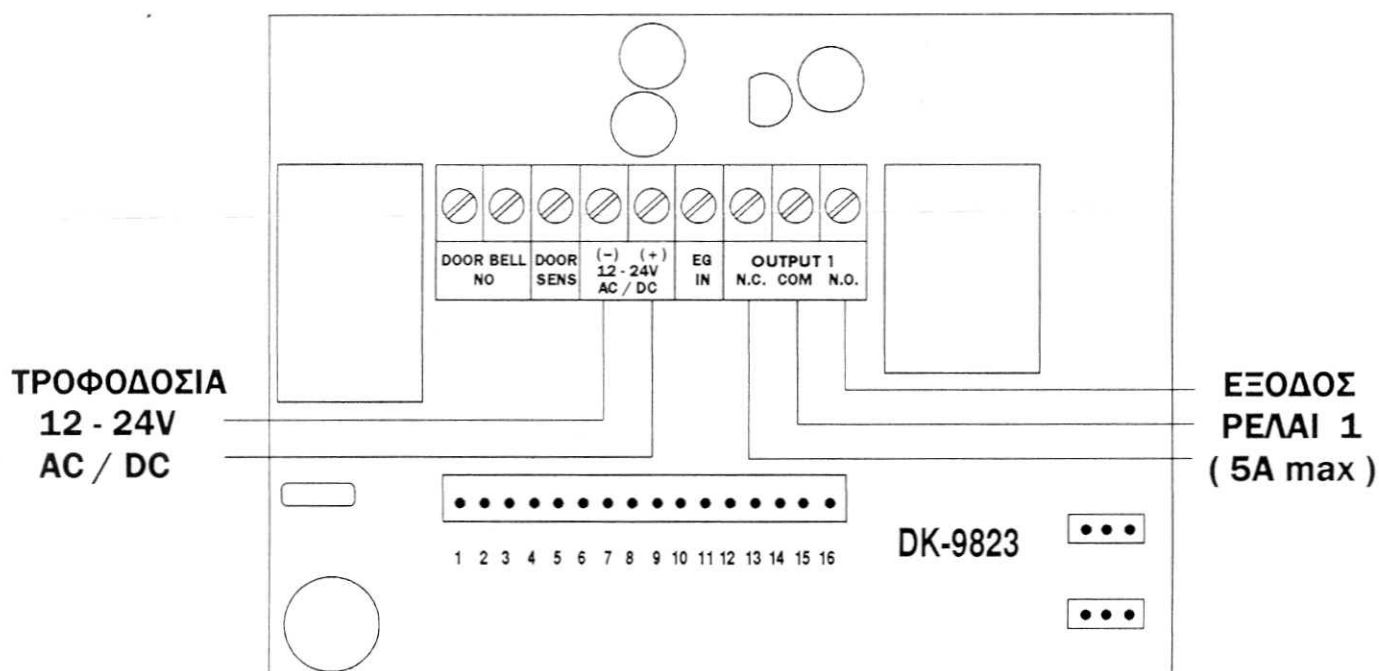 DOOR BELL
NO
DOOR
SENS
(-) (+)
12 - 24V
AC / DC
EG
IN
OUTPUT 1
N.C. COM N.O.
ΤΡΟΦΟΔΟΣΙΑ
12 - 24V
AC / DC
ΕΞΟΔΟΣ
ΡΕΛΑΙ 1
( 5A max )
1 2 3 4 5 6 7 8 9 10 11 12 13 14 15 16
DK-9823